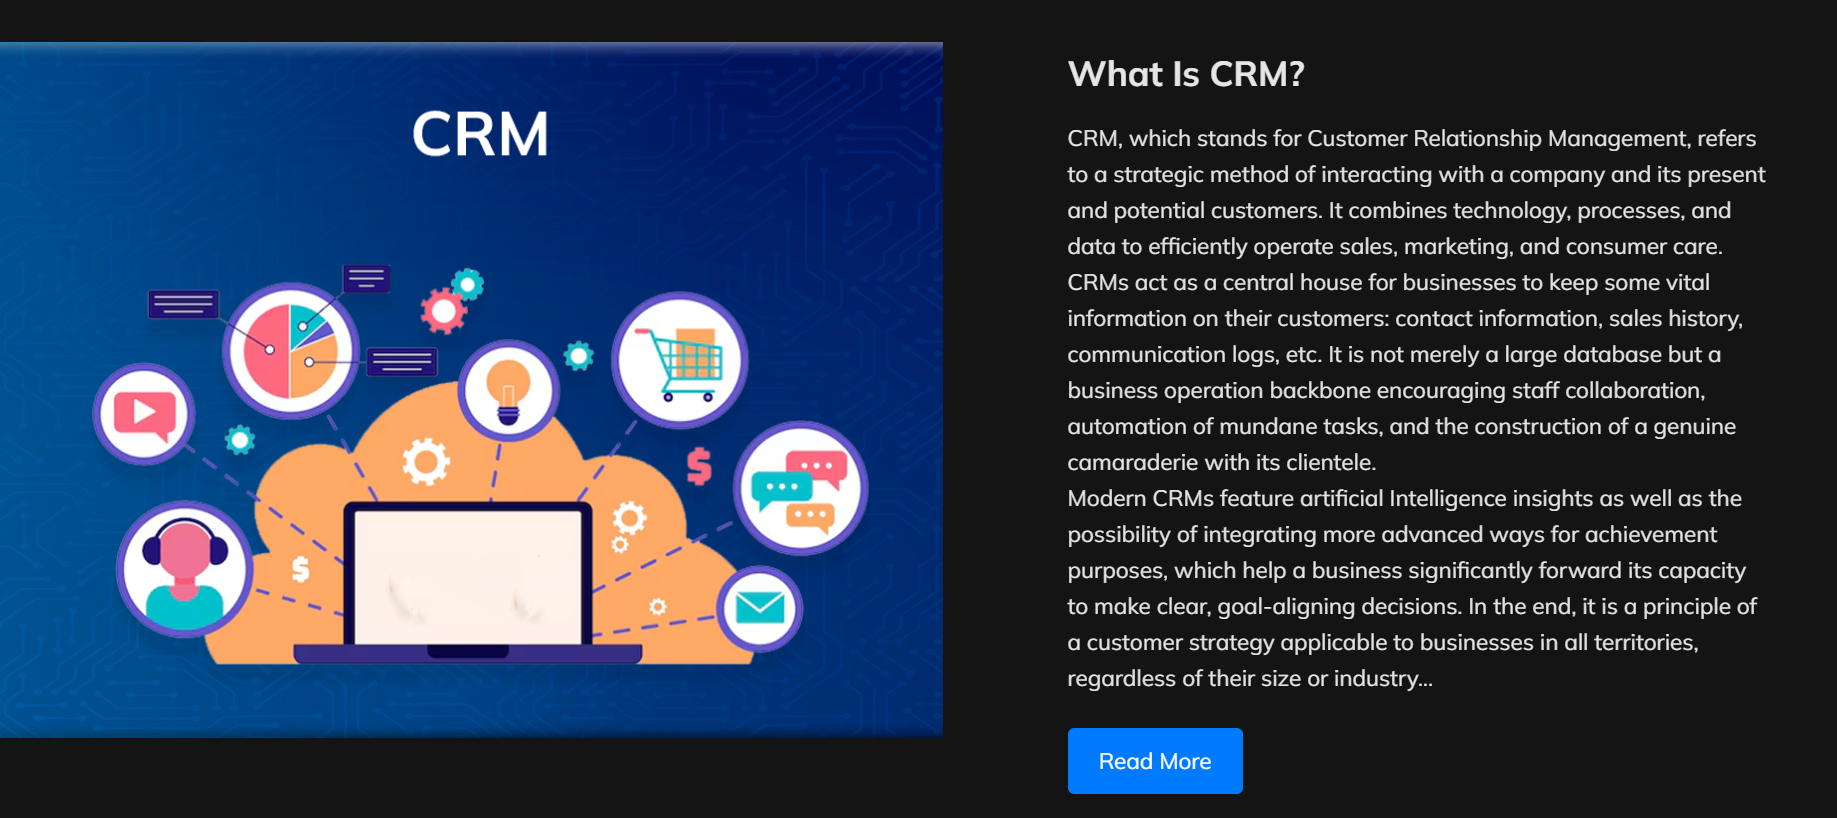 CRM
What Is CRM?
CRM, which stands for Customer Relationship Management, refers
to a strategic method of interacting with a company and its present
and potential customers. It combines technology, processes, and
data to efficiently operate sales, marketing, and consumer care.
CRMs act as a central house for businesses to keep some vital
information on their customers: contact information, sales history,
communication logs, etc. It is not merely a large database but a
business operation backbone encouraging staff collaboration,
automation of mundane tasks, and the construction of a genuine
camaraderie with its clientele.
Modern CRMs feature artificial Intelligence insights as well as the
possibility of integrating more advanced ways for achievement
purposes, which help a business significantly forward its capacity
to make clear, goal-aligning decisions. In the end, it is a principle of
a customer strategy applicable to businesses in all territories,
regardless of their size or industry...
Read More
$
$